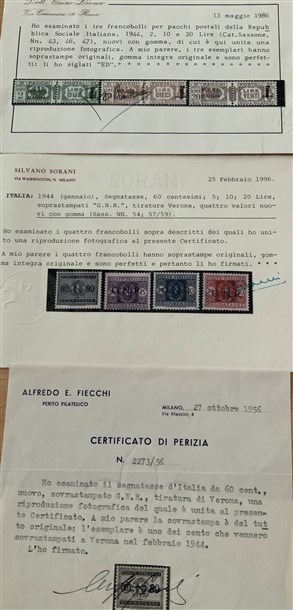 13 maggio 1986
Ho esaminato i tre francobolli per pacchi postali della Repub
blica Sociale Italiana, 1944, 2, 10 e 20 Lire (Cat.Sassone,
Nn. 43, 46, 47), nuovi con gomma, di cui è qui unita una
riproduzione fotografica. A mio parere, i tre esemplari hanno
soprastampe originali, gomma integra originale e sono perfet-
ti: li ho siglati "ED". * * * * * * * * * * * * * * * * * * *
SORANI
SILVANO SORANI
VIA WASHINGTON, 71 MILANO
25 Febbraio 1996.
ITALIA: 1944 (gennaio), Segnatasse, 60 centesimi; 5; 10; 20 Lire,
soprastampati "G.N.R.", tiratura Verona, quattro valori nuo-
vi con gomma (Sass. NN. 54; 57/59).
Ho esaminato i quattro francobolli sopra descritti dei quali ho uni-
to una riproduzione fotografica al presente Certificato.
A mio parere i quattro francobolli hanno soprastampe originali, gom-
ma integra originale e sono perfetti e pertanto li ho firmati. * * *
ALFREDO E. FIECCHI
PERITO FILATELICO
MILANO, 27 ottobre 1956
Via Mazzini, 4
CERTIFICATO DI PERIZIA
N. 2273/56
Ho esaminato il segnatasse d'Italia da 60 cent.,
nuovo, sovrastampato G.N.R., tiratura di Verona, una
riproduzione fotografica del quale è unita al presen-
te Certificato. A mio parere la sovrastampa è del tut
to originale: l'esemplare è uno dei cento che vennero
sovrastampati a Verona nel febbraio 1944.
L'ho firmato.